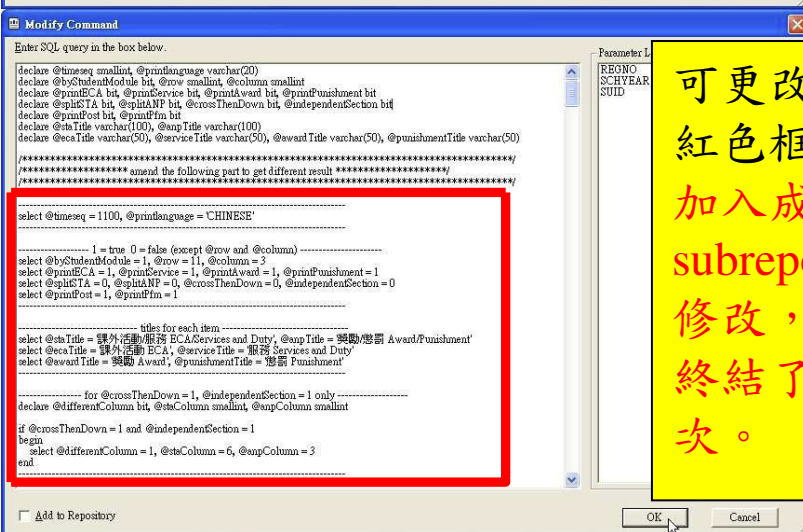 Modify Command
Enter SQL query in the box below.
declare @timeseq smallint, @printlanguage varchar(20)
declare @byStudentModule bit, @row smallint, @column smallint
declare @printECA bit, @printService bit, @printAward bit, @printPunishment bit
declare @splitSTA bit, @splitANP bit, @crossThenDown bit, @independentSection bit
declare @printPost bit, @printPfm bit
declare @staTitle varchar(100), @anpTitle varchar(100)
declare @ecaTitle varchar(50), @serviceTitle varchar(50), @awardTitle varchar(50), @punishmentTitle varchar(50)
/****************************************************************************************/
/******************** amend the following part to get different result ********************/
/****************************************************************************************/
--------------------------------------------------------------------------------
select @timeseq = 1100, @printlanguage = 'CHINESE'
--------------------------------------------------------------------------------
----------------- 1 = true 0 = false (except @row and @column) --------------------
select @byStudentModule = 1, @row = 11, @column = 3
select @printECA = 1, @printService = 1, @printAward = 1, @printPunishment = 1
select @splitSTA = 0, @splitANP = 0, @crossThenDown = 0, @independentSection = 0
select @printPost = 1, @printPfm = 1
--------------------------------------------------------------------------------
------------------------------ titles for each item ------------------------------
select @staTitle = '課外活動/服務 ECA/Services and Duty', @anpTitle = '獎勵/懲罰 Award/Punishment'
select @ecaTitle = '課外活動 ECA', @serviceTitle = '服務 Services and Duty'
select @awardTitle = '獎勵 Award', @punishmentTitle = '懲罰 Punishment'
--------------------------------------------------------------------------------
---------------- for @crossThenDown = 1, @independentSection = 1 only -----------------
declare @differentColumn bit, @staColumn smallint, @anpColumn smallint
if @crossThenDown = 1 and @independentSection = 1
begin
select @differentColumn = 1, @staColumn = 6, @anpColumn = 3
end
--------------------------------------------------------------------------------
Add to Repository
Parameter L
REGNO
SCHYEAR
SUID
OK
Cancel
可更改
紅色框
加入成
subrepo
修改，
終結了
次。